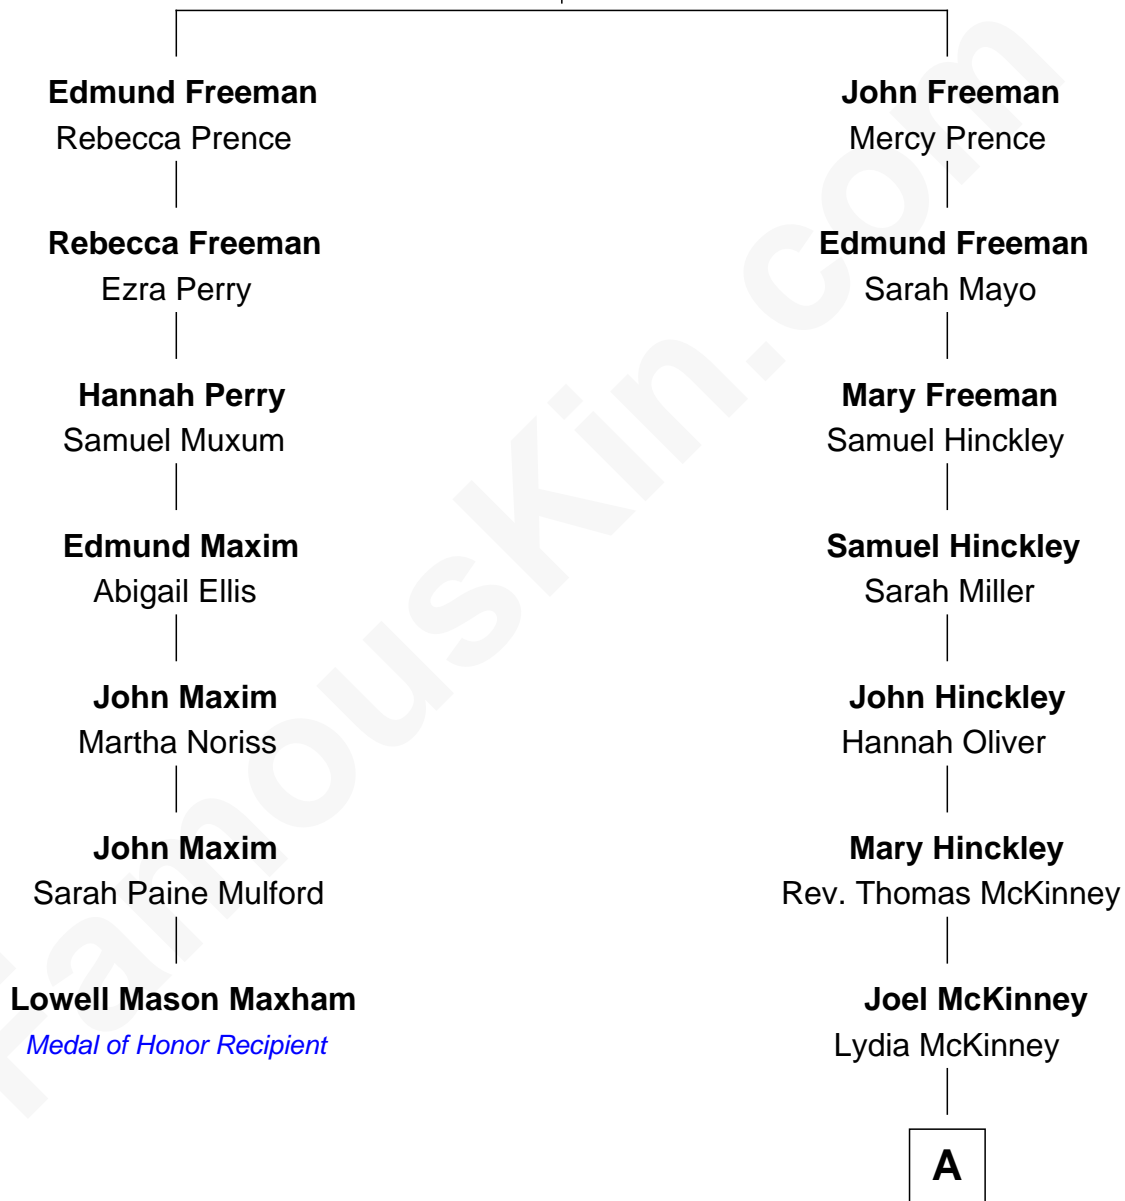 Edmund Freeman
Rebecca Prence
Rebecca Freeman
Ezra Perry
Hannah Perry
Samuel Muxum
Edmund Maxim
Abigail Ellis
John Maxim
Martha Noriss
John Maxim
Sarah Paine Mulford
Lowell Mason Maxham
Medal of Honor Recipient
John Freeman
Mercy Prence
Edmund Freeman
Sarah Mayo
Mary Freeman
Samuel Hinckley
Samuel Hinckley
Sarah Miller
John Hinckley
Hannah Oliver
Mary Hinckley
Rev. Thomas McKinney
Joel McKinney
Lydia McKinney
A
FamousKin.com